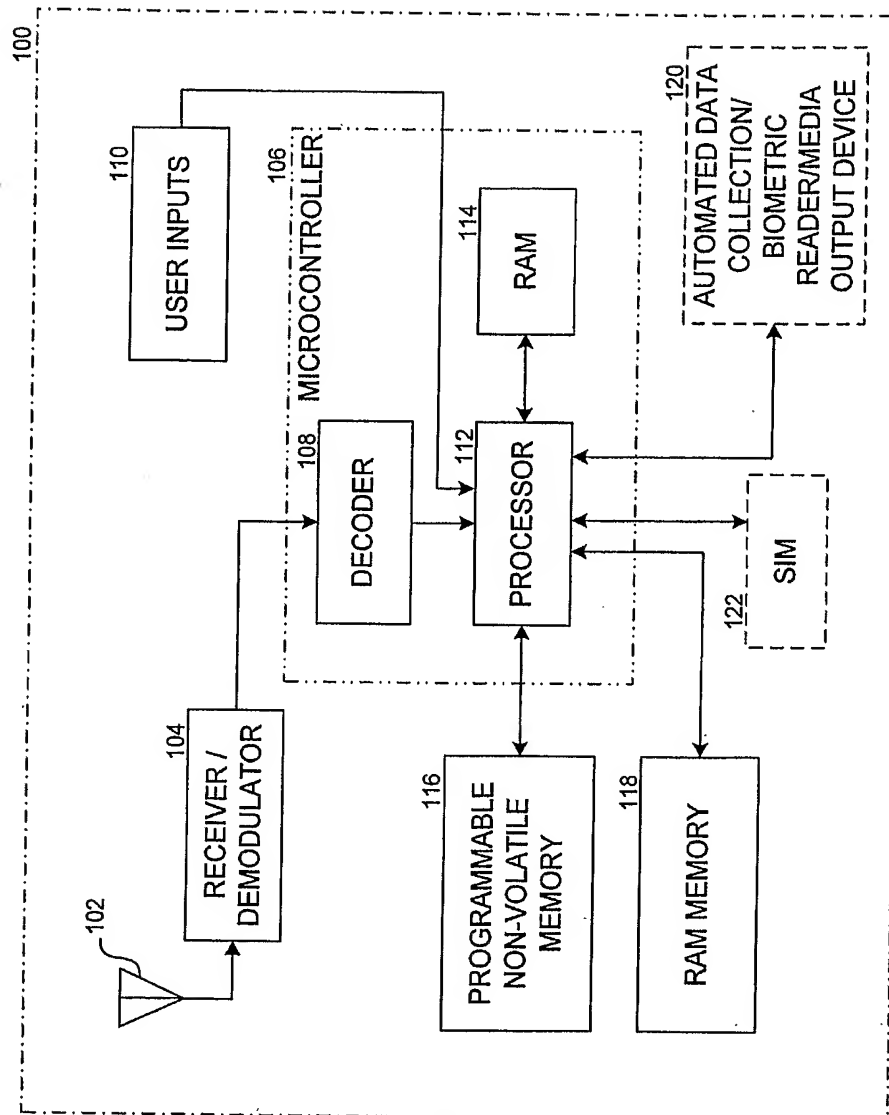 100
102
104
RECEIVER /
DEMODULATOR
110
USER INPUTS
106
MICROCONTROLLER
108
DECODER
112
PROCESSOR
114
RAM
116
PROGRAMMABLE
NON-VOLATILE
MEMORY
118
RAM MEMORY
122
SIM
120
AUTOMATED DATA
COLLECTION/
BIOMETRIC
READER/MEDIA
OUTPUT DEVICE